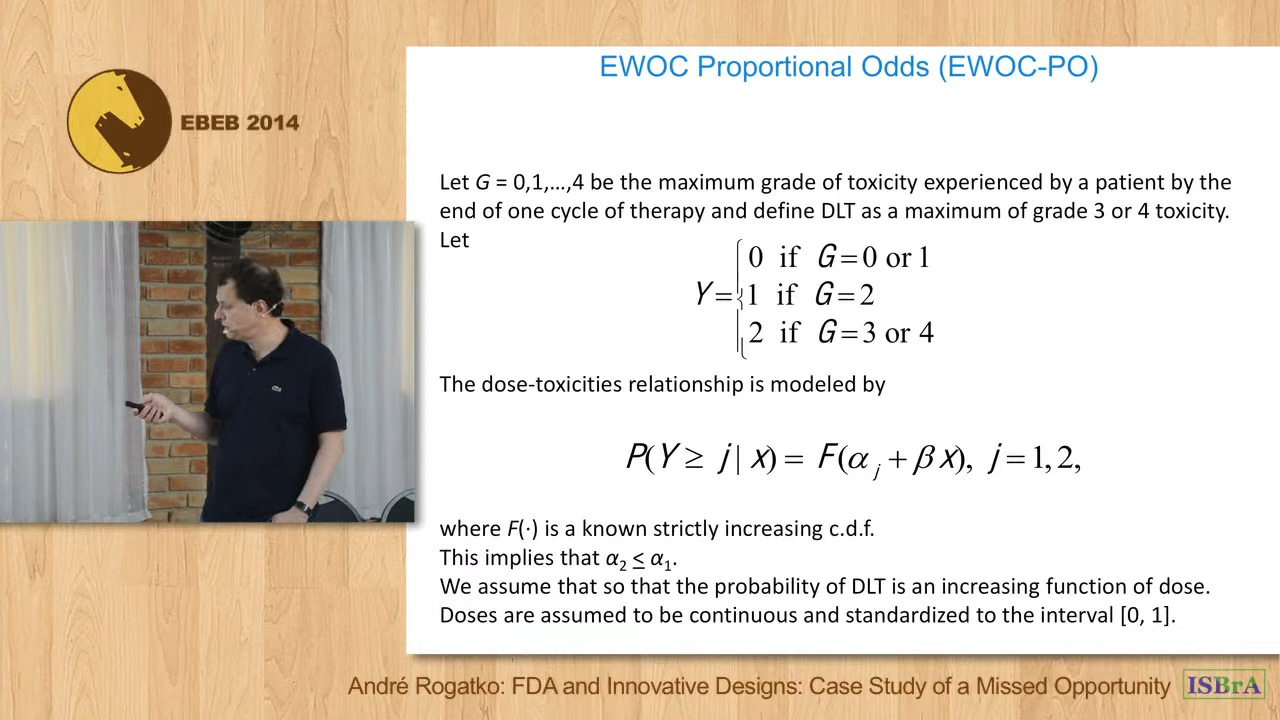 EWOC Proportional Odds (EWOC-PO)
EBEB 2014
Let G = 0,1,…,4 be the maximum grade of toxicity experienced by a patient by the
end of one cycle of therapy and define DLT as a maximum of grade 3 or 4 toxicity.
Let
Y = { 0 if G = 0 or 1
1 if G = 2
2 if G = 3 or 4
The dose-toxicities relationship is modeled by
P(Y ≥ j | x) = F(α_j + βx), j = 1, 2,
where F(·) is a known strictly increasing c.d.f.
This implies that α₂ ≤ α₁.
We assume that so that the probability of DLT is an increasing function of dose.
Doses are assumed to be continuous and standardized to the interval [0, 1].
André Rogatko: FDA and Innovative Designs: Case Study of a Missed Opportunity
ISBrA